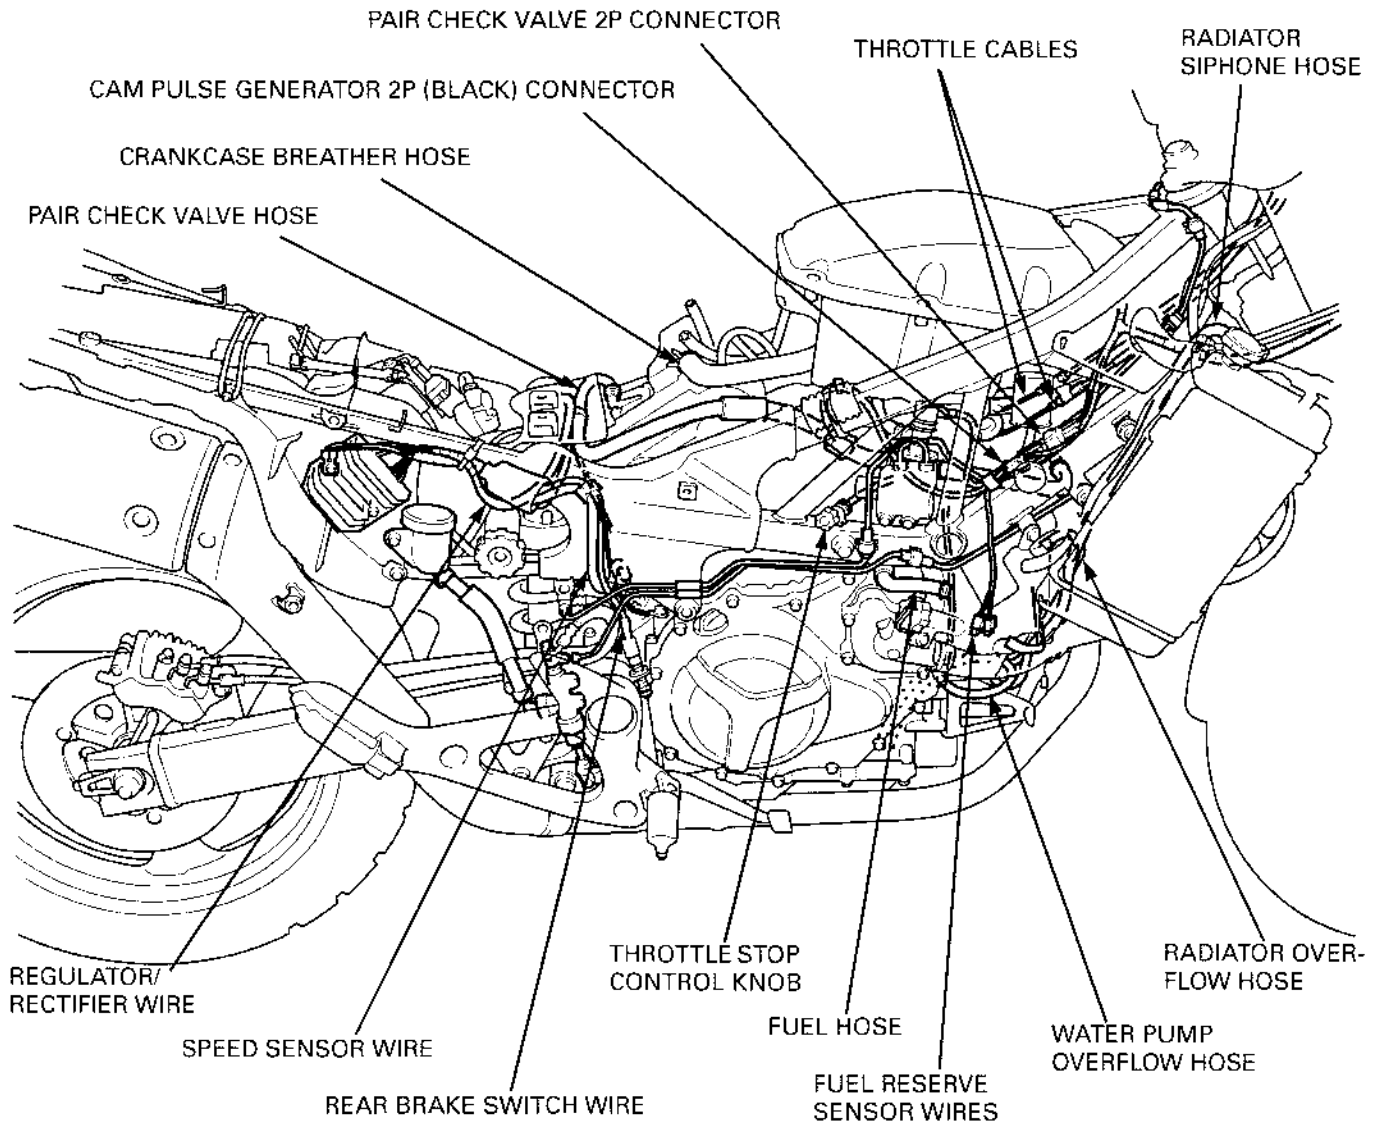 PAIR CHECK VALVE 2P CONNECTOR
THROTTLE CABLES
RADIATOR
SIPHONE HOSE
CAM PULSE GENERATOR 2P (BLACK) CONNECTOR
CRANKCASE BREATHER HOSE
PAIR CHECK VALVE HOSE
REGULATOR/
RECTIFIER WIRE
SPEED SENSOR WIRE
REAR BRAKE SWITCH WIRE
THROTTLE STOP
CONTROL KNOB
FUEL HOSE
FUEL RESERVE
SENSOR WIRES
WATER PUMP
OVERFLOW HOSE
RADIATOR OVER-
FLOW HOSE